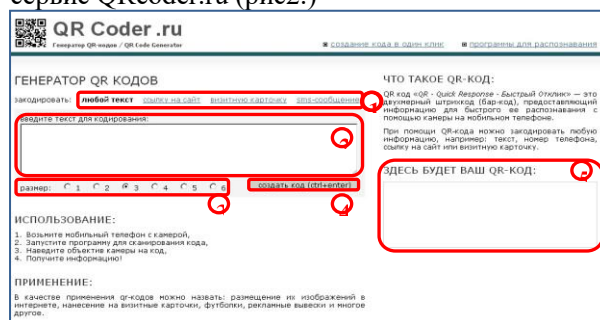 сервис QRcoder.ru (рис2.)
QR Coder .ru
Генератор QR-кодов / QR Code Generator
создание кода в один клик
программы для распознавания
ГЕНЕРАТОР QR КОДОВ
закодировать: любой текст ссылку на сайт визитную карточку sms-сообщение
введите текст для кодирования:
размер: 1 2 3 4 5 6
создать код (ctrl+enter)
ИСПОЛЬЗОВАНИЕ:
1. Возьмите мобильный телефон с камерой,
2. Запустите программу для сканирования кода,
3. Наведите объектив камеры на код,
4. Получите информацию!
ПРИМЕНЕНИЕ:
В качестве применения qr-кодов можно назвать: размещение их изображений в
интернете, нанесение на визитные карточки, футболки, рекламные вывески и многое
другое.
ЧТО ТАКОЕ QR-КОД:
QR код «QR - Quick Response - Быстрый Отклик» — это
двухмерный штрихкод (бар-код), предоставляющий
информацию для быстрого ее распознавания с
помощью камеры на мобильном телефоне.
При помощи QR-кода можно закодировать любую
информацию, например: текст, номер телефона,
ссылку на сайт или визитную карточку.
ЗДЕСЬ БУДЕТ ВАШ QR-КОД: